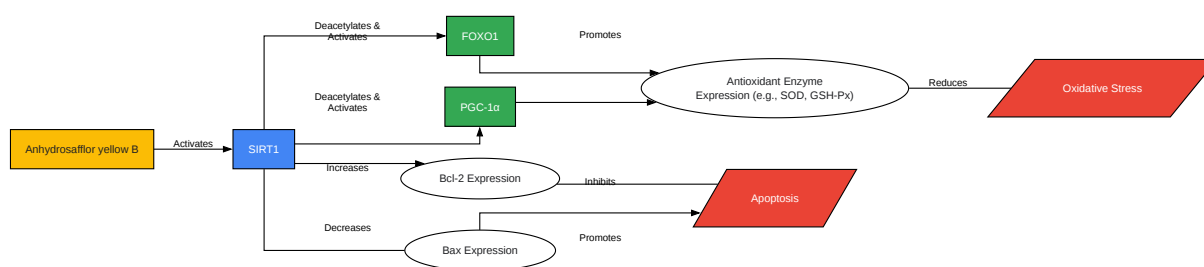 Deacetylates &
Activates
FOXO1
Promotes
Antioxidant Enzyme
Expression (e.g., SOD, GSH-Px)
Reduces
Oxidative Stress
Deacetylates &
Activates
PGC-1α
Anhydrosafflor yellow B
Activates
SIRT1
Increases
Bcl-2 Expression
Inhibits
Apoptosis
Decreases
Bax Expression
Promotes